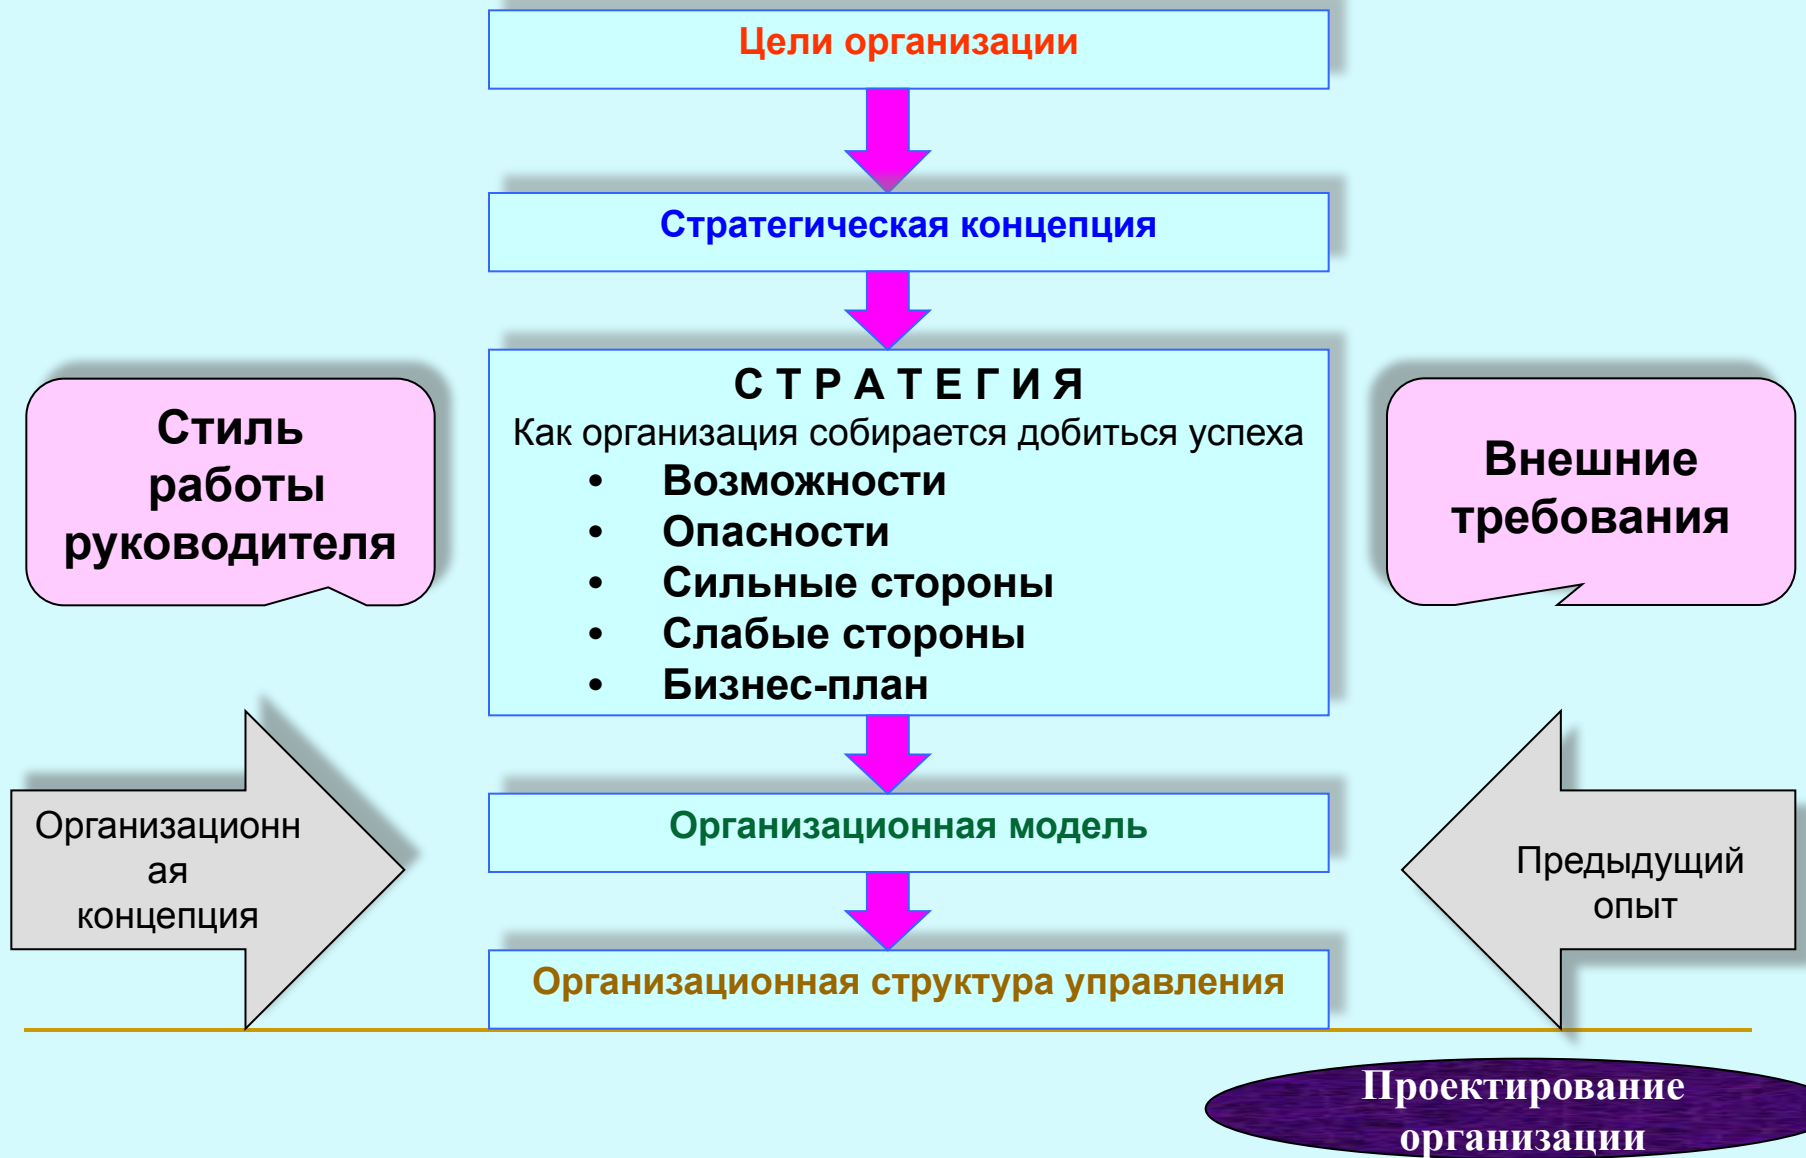 Цели организации
Стратегическая концепция
С Т Р А Т Е Г И Я
Как организация собирается добиться успеха
• Возможности
• Опасности
• Сильные стороны
• Слабые стороны
• Бизнес-план
Стиль
работы
руководителя
Внешние
требования
Организационн
ая
концепция
Организационная модель
Предыдущий
опыт
Организационная структура управления
Проектирование
организации